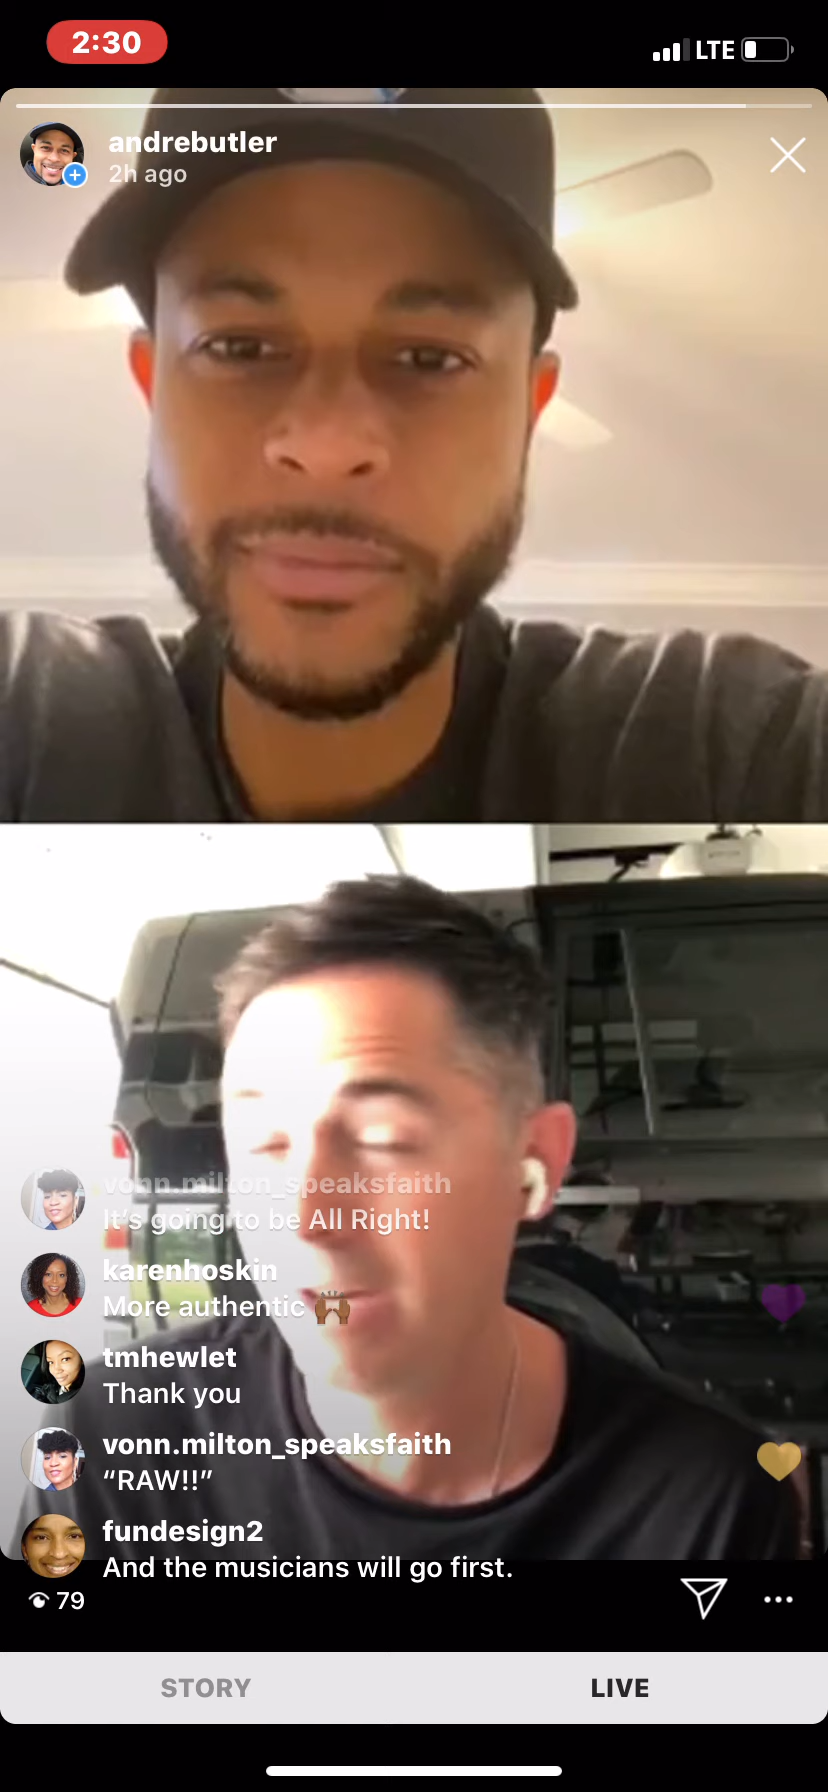 2:30
LTE
andrebutler
2h ago
vonn.milton_speaksfaith
It's going to be All Right!
karenhoskin
More authentic 🙌🏾
tmhewlet
Thank you
vonn.milton_speaksfaith
“RAW!!”
fundesign2
And the musicians will go first.
79
STORY
LIVE